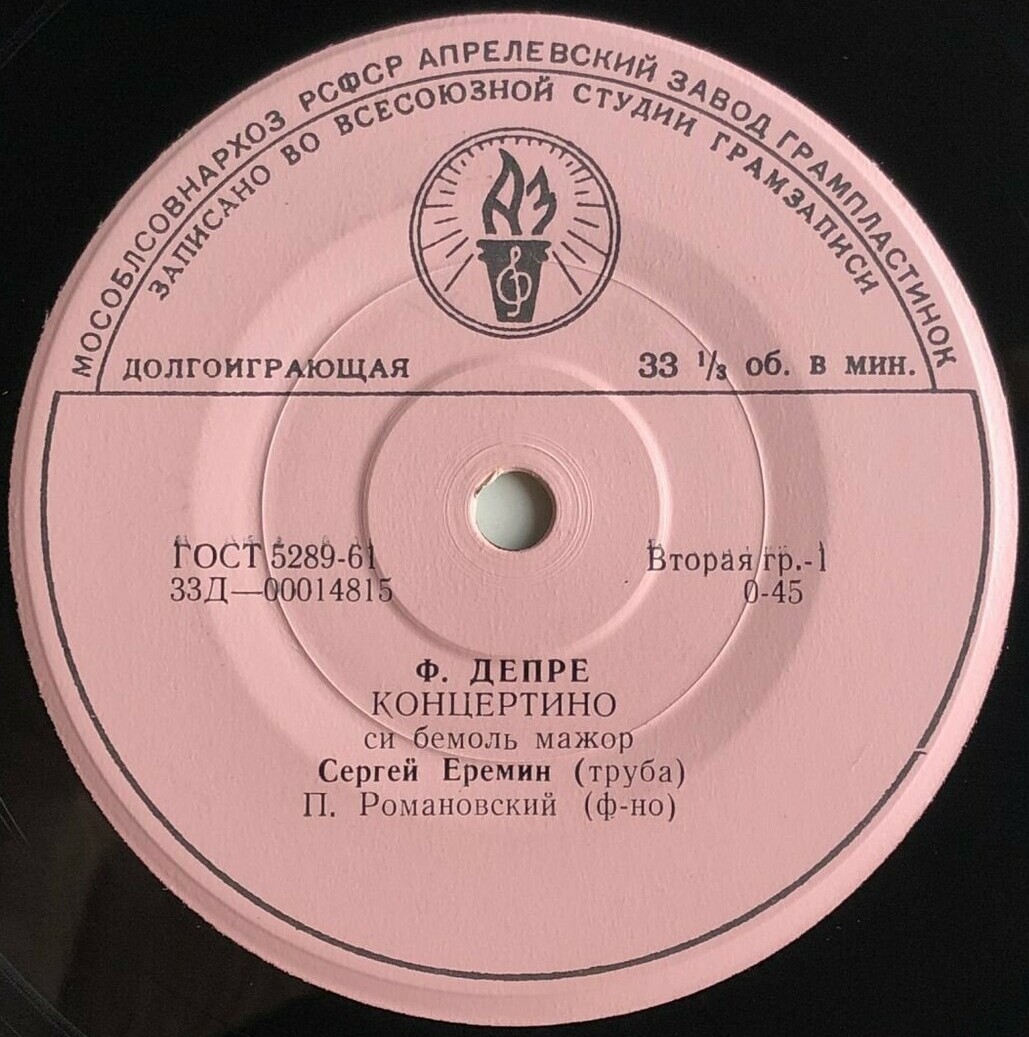 МОСОБЛСОВНАРХОЗ РСФСР АПРЕЛЕВСКИЙ ЗАВОД ГРАМПЛАСТИНОК
ЗАПИСАНО ВО ВСЕСОЮЗНОЙ СТУДИИ ГРАМЗАПИСИ
АЗ
ДОЛГОИГРАЮЩАЯ 33 1/3 об. в мин.
ГОСТ 5289-61 Вторая гр.-1
33Д—00014815 0-45
Ф. ДЕПРЕ
КОНЦЕРТИНО
си бемоль мажор
Сергей Еремин (труба)
П. Романовский (ф-но)